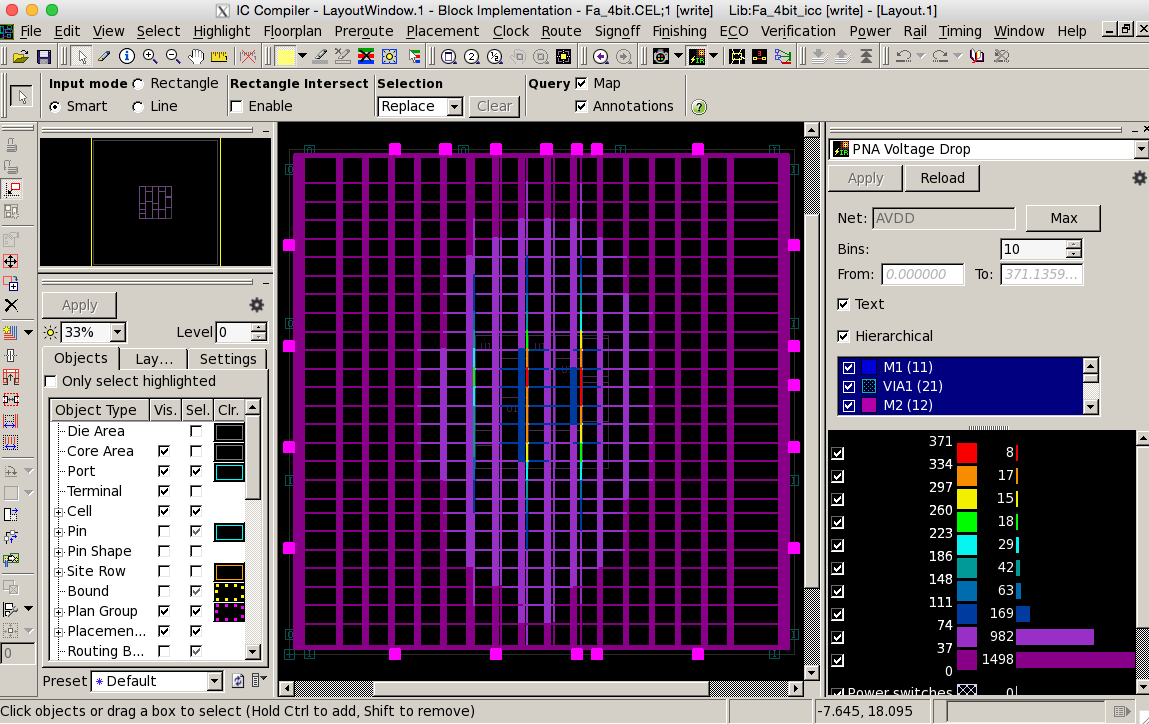 IC Compiler - LayoutWindow.1 - Block Implementation - Fa_4bit.CEL;1 [write]    Lib:Fa_4bit_icc [write] - [Layout.1]
File Edit View Select Highlight Floorplan Preroute Placement Clock Route Signoff Finishing ECO Verification Power Rail Timing Window Help
Input mode Rectangle Rectangle Intersect Selection Query Map
Smart Line Enable Replace Clear Annotations
PNA Voltage Drop
Apply Reload
Net: AVDD Max
Bins: 10
From: 0.000000 To: 371.1359...
Text
Hierarchical
M1 (11)
VIA1 (21)
M2 (12)
371
8
334
17
297
15
260
18
223
29
186
42
148
63
111
169
74
982
37
1498
0
Power switches 0
Apply
33% Level 0
Objects Lay... Settings
Only select highlighted
Object Type Vis. Sel. Clr.
Die Area
Core Area
Port
Terminal
Cell
Pin
Pin Shape
Site Row
Bound
Plan Group
Placemen...
Routing B...
Preset * Default
0
Click objects or drag a box to select (Hold Ctrl to add, Shift to remove)
-7.645, 18.095